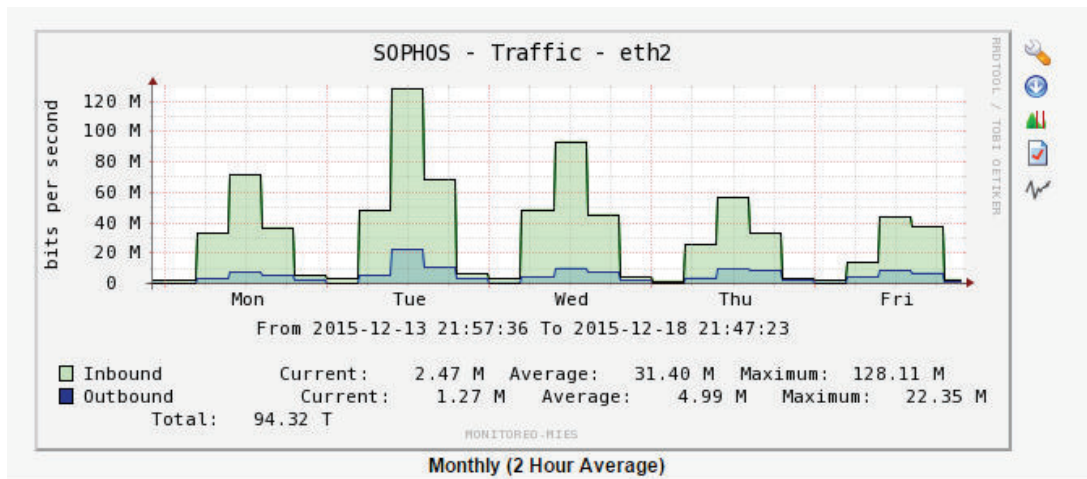 SOPHOS - Traffic - eth2
RRDTOOL / TOBI OETIKER
bits per second
120 M
100 M
80 M
60 M
40 M
20 M
0
Mon Tue Wed Thu Fri
From 2015-12-13 21:57:36 To 2015-12-18 21:47:23
Inbound Current: 2.47 M Average: 31.40 M Maximum: 128.11 M
Outbound Current: 1.27 M Average: 4.99 M Maximum: 22.35 M
Total: 94.32 T
MONITORED-MIES
Monthly (2 Hour Average)